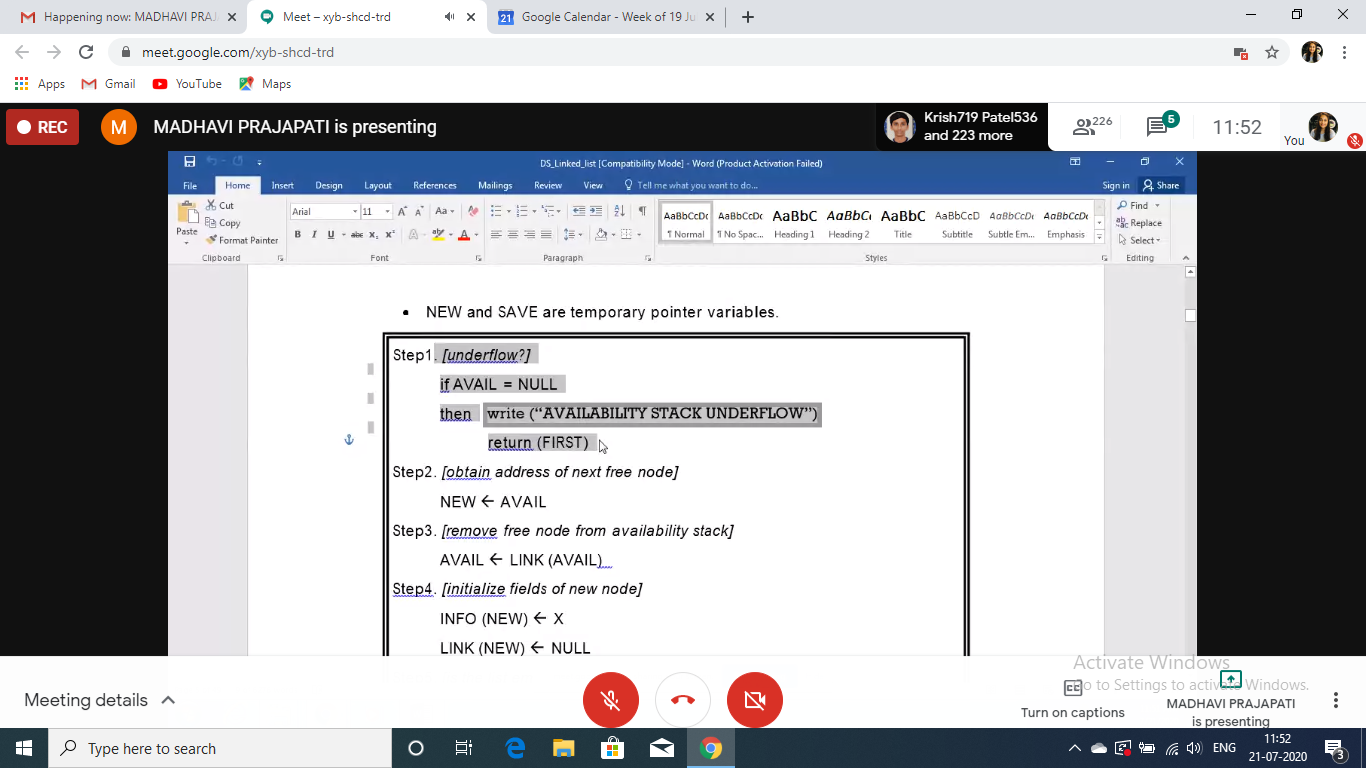 Happening now: MADHAVI PRAJ
Meet – xyb-shcd-trd
Google Calendar - Week of 19 Ju
meet.google.com/xyb-shcd-trd
Apps
Gmail
YouTube
Maps
REC
M
MADHAVI PRAJAPATI is presenting
Krish719 Patel536
and 223 more
226
5
11:52
You
DS_Linked_list [Compatibility Mode] - Word (Product Activation Failed)
File
Home
Insert
Design
Layout
References
Mailings
Review
View
Tell me what you want to do...
Sign in
Share
Paste
Cut
Copy
Format Painter
Clipboard
Arial
11
Aa
B I U abc x₂ x²
Font
Paragraph
AaBbCcDc
¶ Normal
AaBbCcDc
¶ No Spac...
AaBbC
Heading 1
AaBbCc
Heading 2
AaBbC
Title
AaBbCcD
Subtitle
AaBbCcDc
Subtle Em...
AaBbCcDc
Emphasis
Styles
Find
Replace
Select
Editing
• NEW and SAVE are temporary pointer variables.
Step1. [underflow?]
if AVAIL = NULL
then write (“AVAILABILITY STACK UNDERFLOW”)
return (FIRST)
Step2. [obtain address of next free node]
NEW ← AVAIL
Step3. [remove free node from availability stack]
AVAIL ← LINK (AVAIL)
Step4. [initialize fields of new node]
INFO (NEW) ← X
LINK (NEW) ← NULL
Activate Windows
Go to Settings to activate Windows.
Meeting details
Turn on captions
MADHAVI PRAJAPATI
is presenting
Type here to search
ENG
11:52
21-07-2020
3